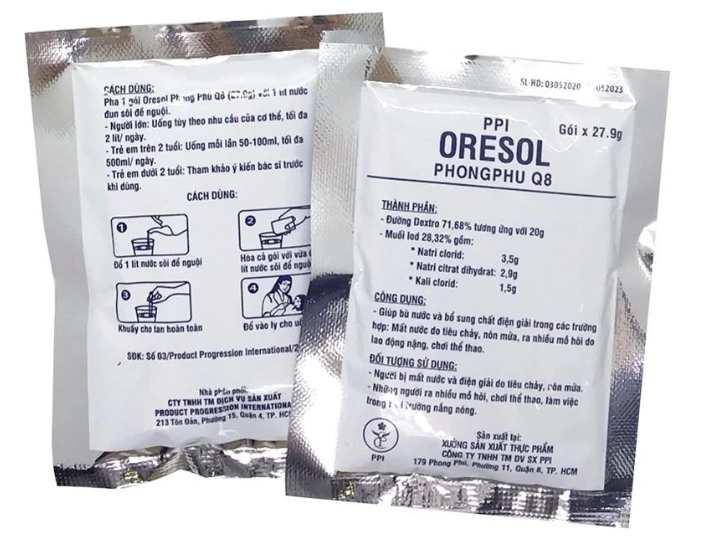 CÁCH DÙNG:
Pha 1 gói Oresol Phong Phú Q8 (27.9g) với 1 lít nước
đun sôi để nguội.
- Người lớn: Uống tùy theo nhu cầu của cơ thể, tối đa
2 lít/ ngày.
- Trẻ em trên 2 tuổi: Uống mỗi lần 50-100ml, tối đa
500ml/ ngày.
- Trẻ em dưới 2 tuổi: Tham khảo ý kiến bác sĩ trước
khi dùng.
CÁCH DÙNG:
1
Đổ 1 lít nước sôi để nguội
2
Hòa cả gói với vừa
lít nước sôi để nguội
3
Khuấy cho tan hoàn toàn
4
Đổ vào ly cho
SĐK: Số 03/Product Progression International/2
Nhà phân phối:
CTY TNHH TM DỊCH VỤ SẢN XUẤT
PRODUCT PROGRESSION INTERNATIONAL
213 Tôn Đản, Phường 15, Quận 4, TP. HCM
SL-HD: 03052020 052023
PPI
Gói x 27.9g
ORESOL
PHONGPHU Q8
THÀNH PHẦN:
- Đường Dextro 71,68% tương ứng với 20g
- Muối Iod 28,32% gồm:
* Natri clorid: 3,5g
* Natri citrat dihydrat: 2,9g
* Kali clorid: 1,5g
CÔNG DỤNG:
- Giúp bù nước và bổ sung chất điện giải trong các trường
hợp: Mất nước do tiêu chảy, nôn mửa, ra nhiều mồ hôi do
lao động nặng, chơi thể thao.
ĐỐI TƯỢNG SỬ DỤNG:
- Người bị mất nước và điện giải do tiêu chảy, nôn mửa.
- Những người ra nhiều mồ hôi, chơi thể thao, làm việc
trong trường nắng nóng.
PPI
Sản xuất tại:
XƯỞNG SẢN XUẤT THỰC PHẨM
CÔNG TY TNHH TM DV SX PPI
179 Phong Phú, Phường 11, Quận 8, TP. HCM